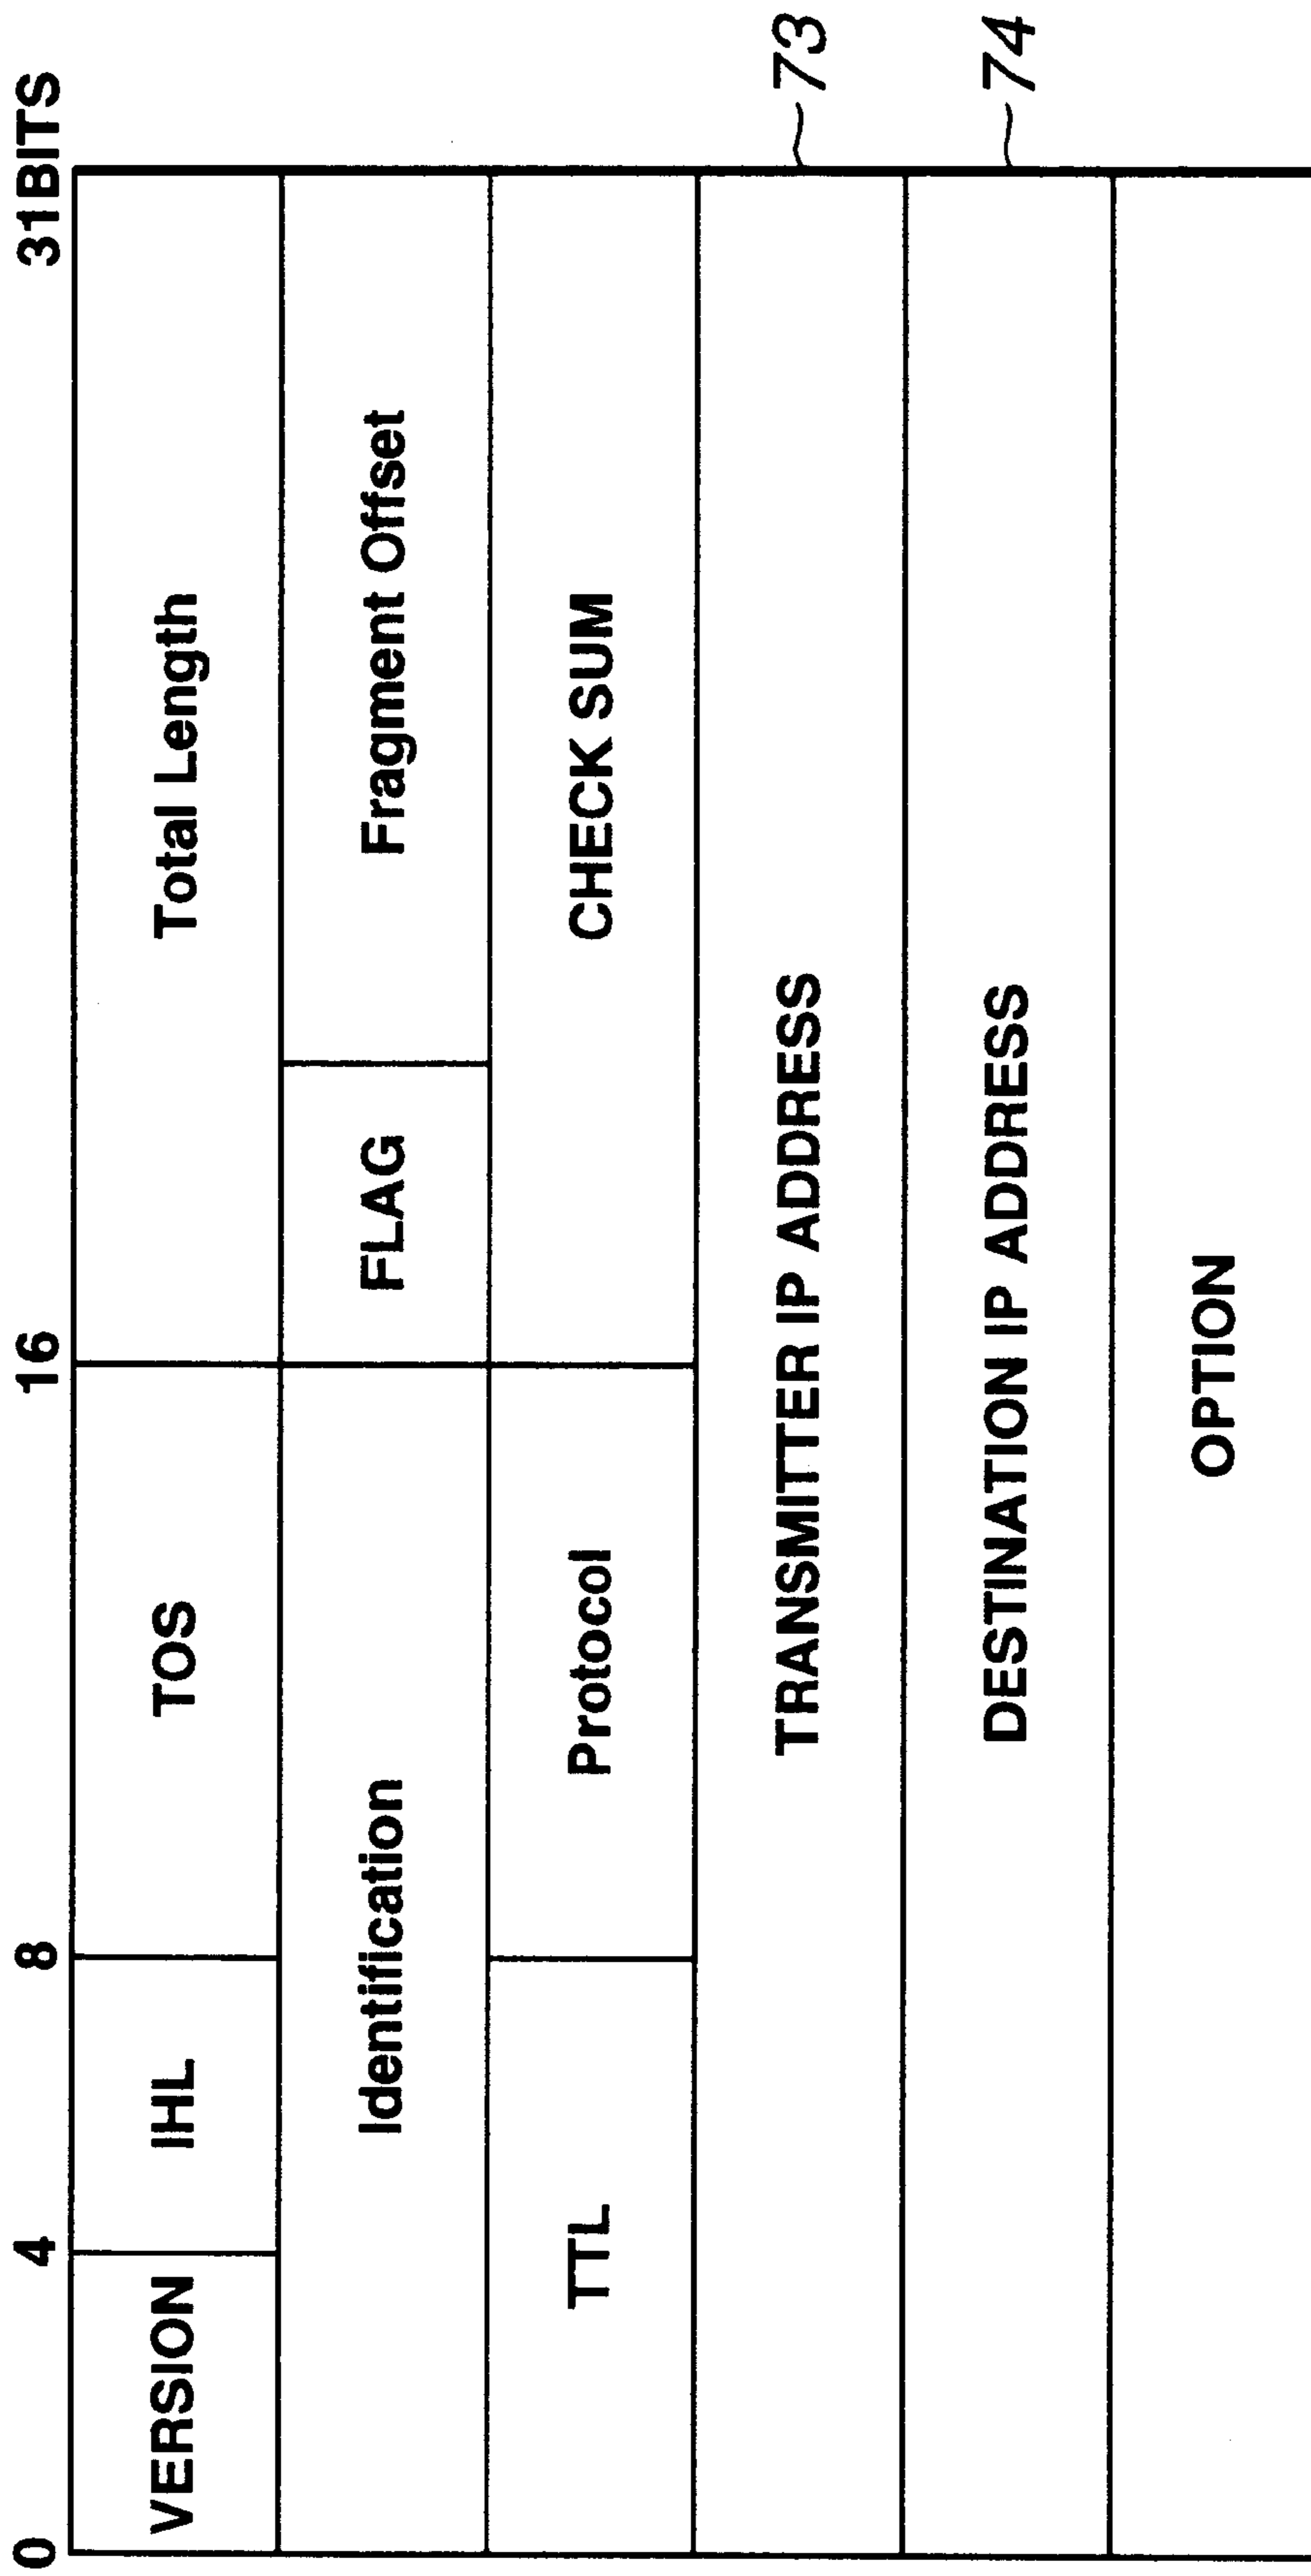 0 4 8 16 31BITS
VERSION IHL TOS Total Length
Identification FLAG Fragment Offset
TTL Protocol CHECK SUM
TRANSMITTER IP ADDRESS 73
DESTINATION IP ADDRESS 74
OPTION